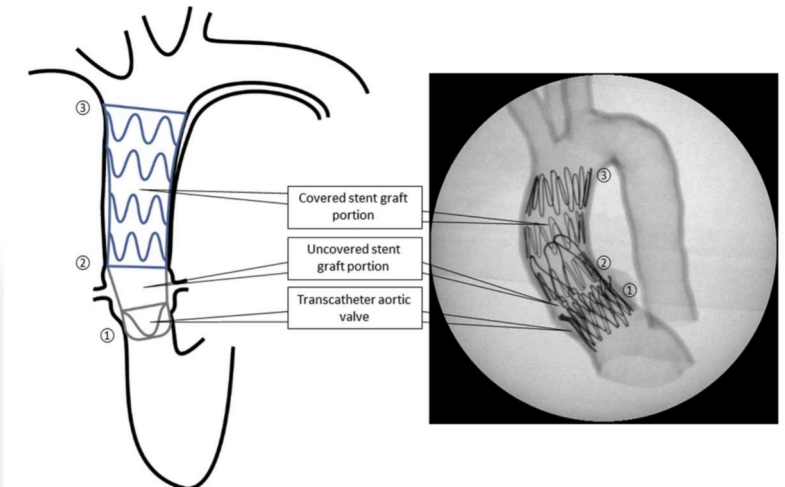 ③
③
Covered stent graft
portion
Uncovered stent
graft portion
②
②
Transcatheter aortic
valve
①
①